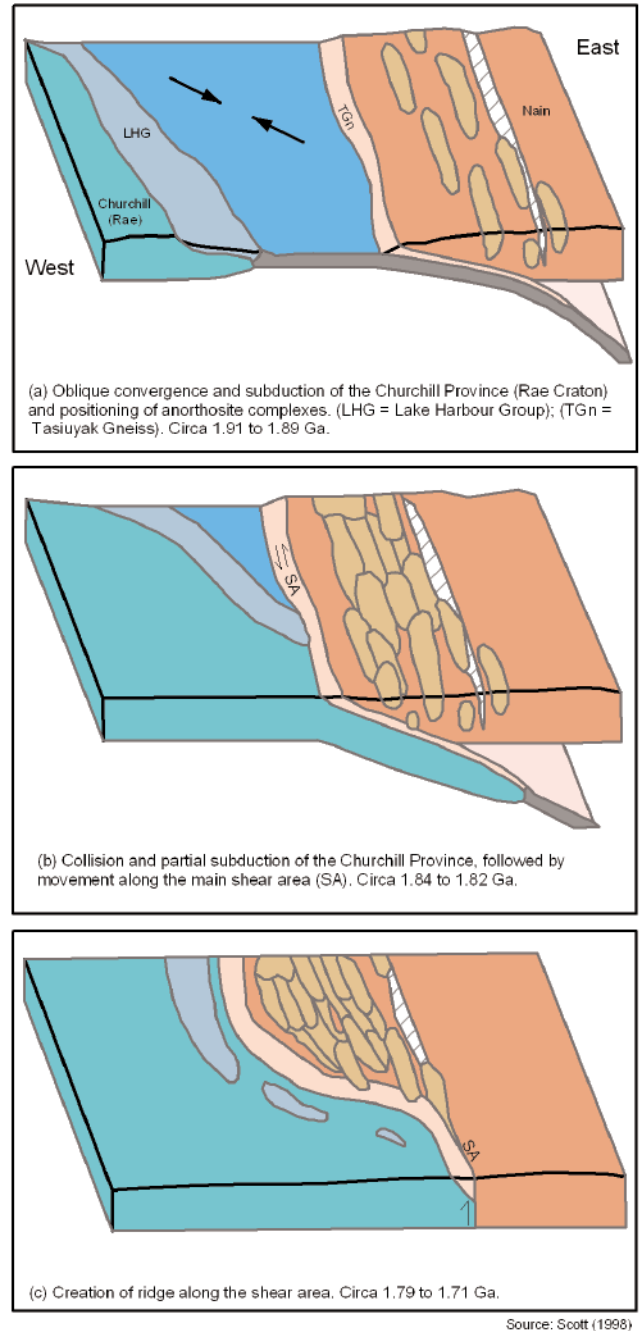 East
Nain
TGn
LHG
Churchill
(Rae)
West
(a) Oblique convergence and subduction of the Churchill Province (Rae Craton)
and positioning of anorthosite complexes. (LHG = Lake Harbour Group); (TGn =
Tasiuyak Gneiss). Circa 1.91 to 1.89 Ga.
SA
(b) Collision and partial subduction of the Churchill Province, followed by
movement along the main shear area (SA). Circa 1.84 to 1.82 Ga.
SA
(c) Creation of ridge along the shear area. Circa 1.79 to 1.71 Ga.
Source: Scott (1998)